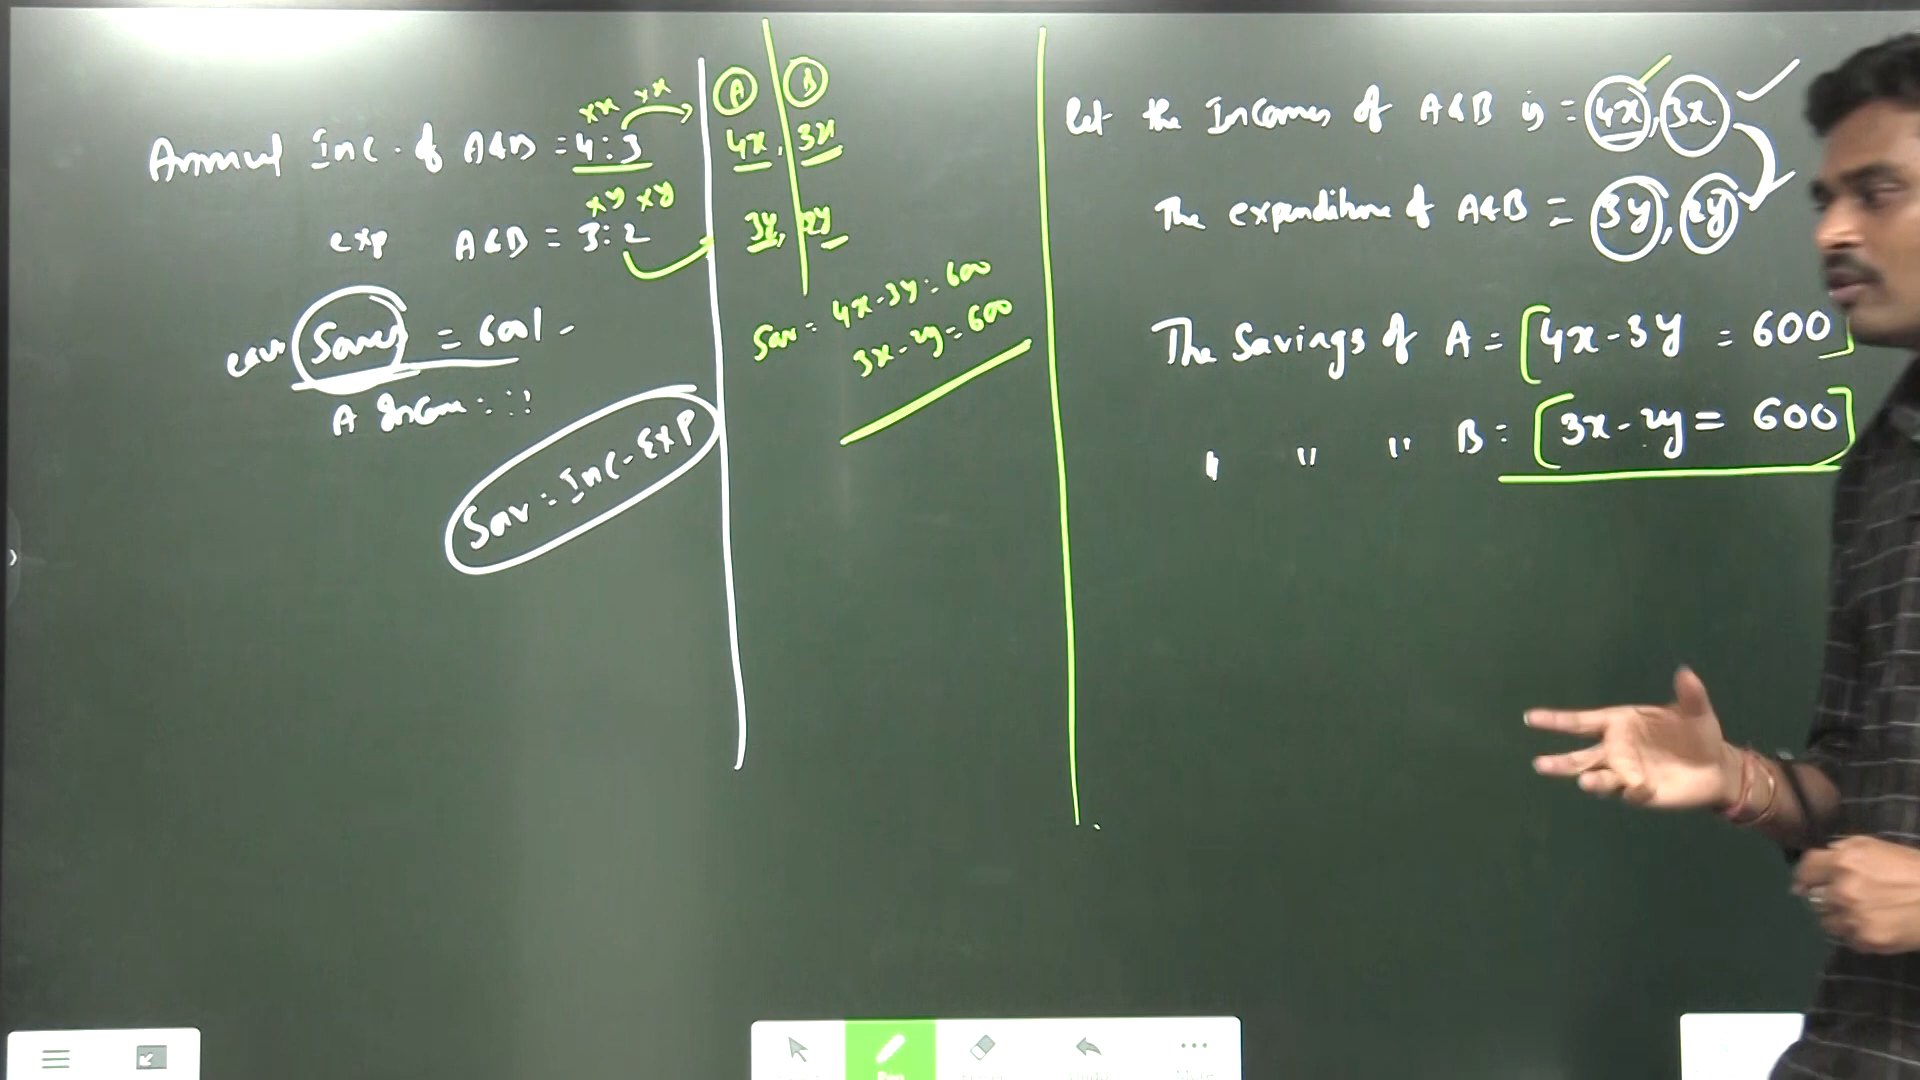 Annual Inc. of A&B = 4:3
×x ×x
exp A&B = 3:2
×y ×y
Saves = 600/-
A Income = ?
Sav = Inc - Exp
A B
4x, 3x
3y, 2y
Sav = 4x-3y = 600
3x-2y = 600
let the Incomes of A&B is = 4x, 3x
The expenditure of A&B = 3y, 2y
The Savings of A = [4x-3y = 600]
" " " B = [3x-2y = 600]